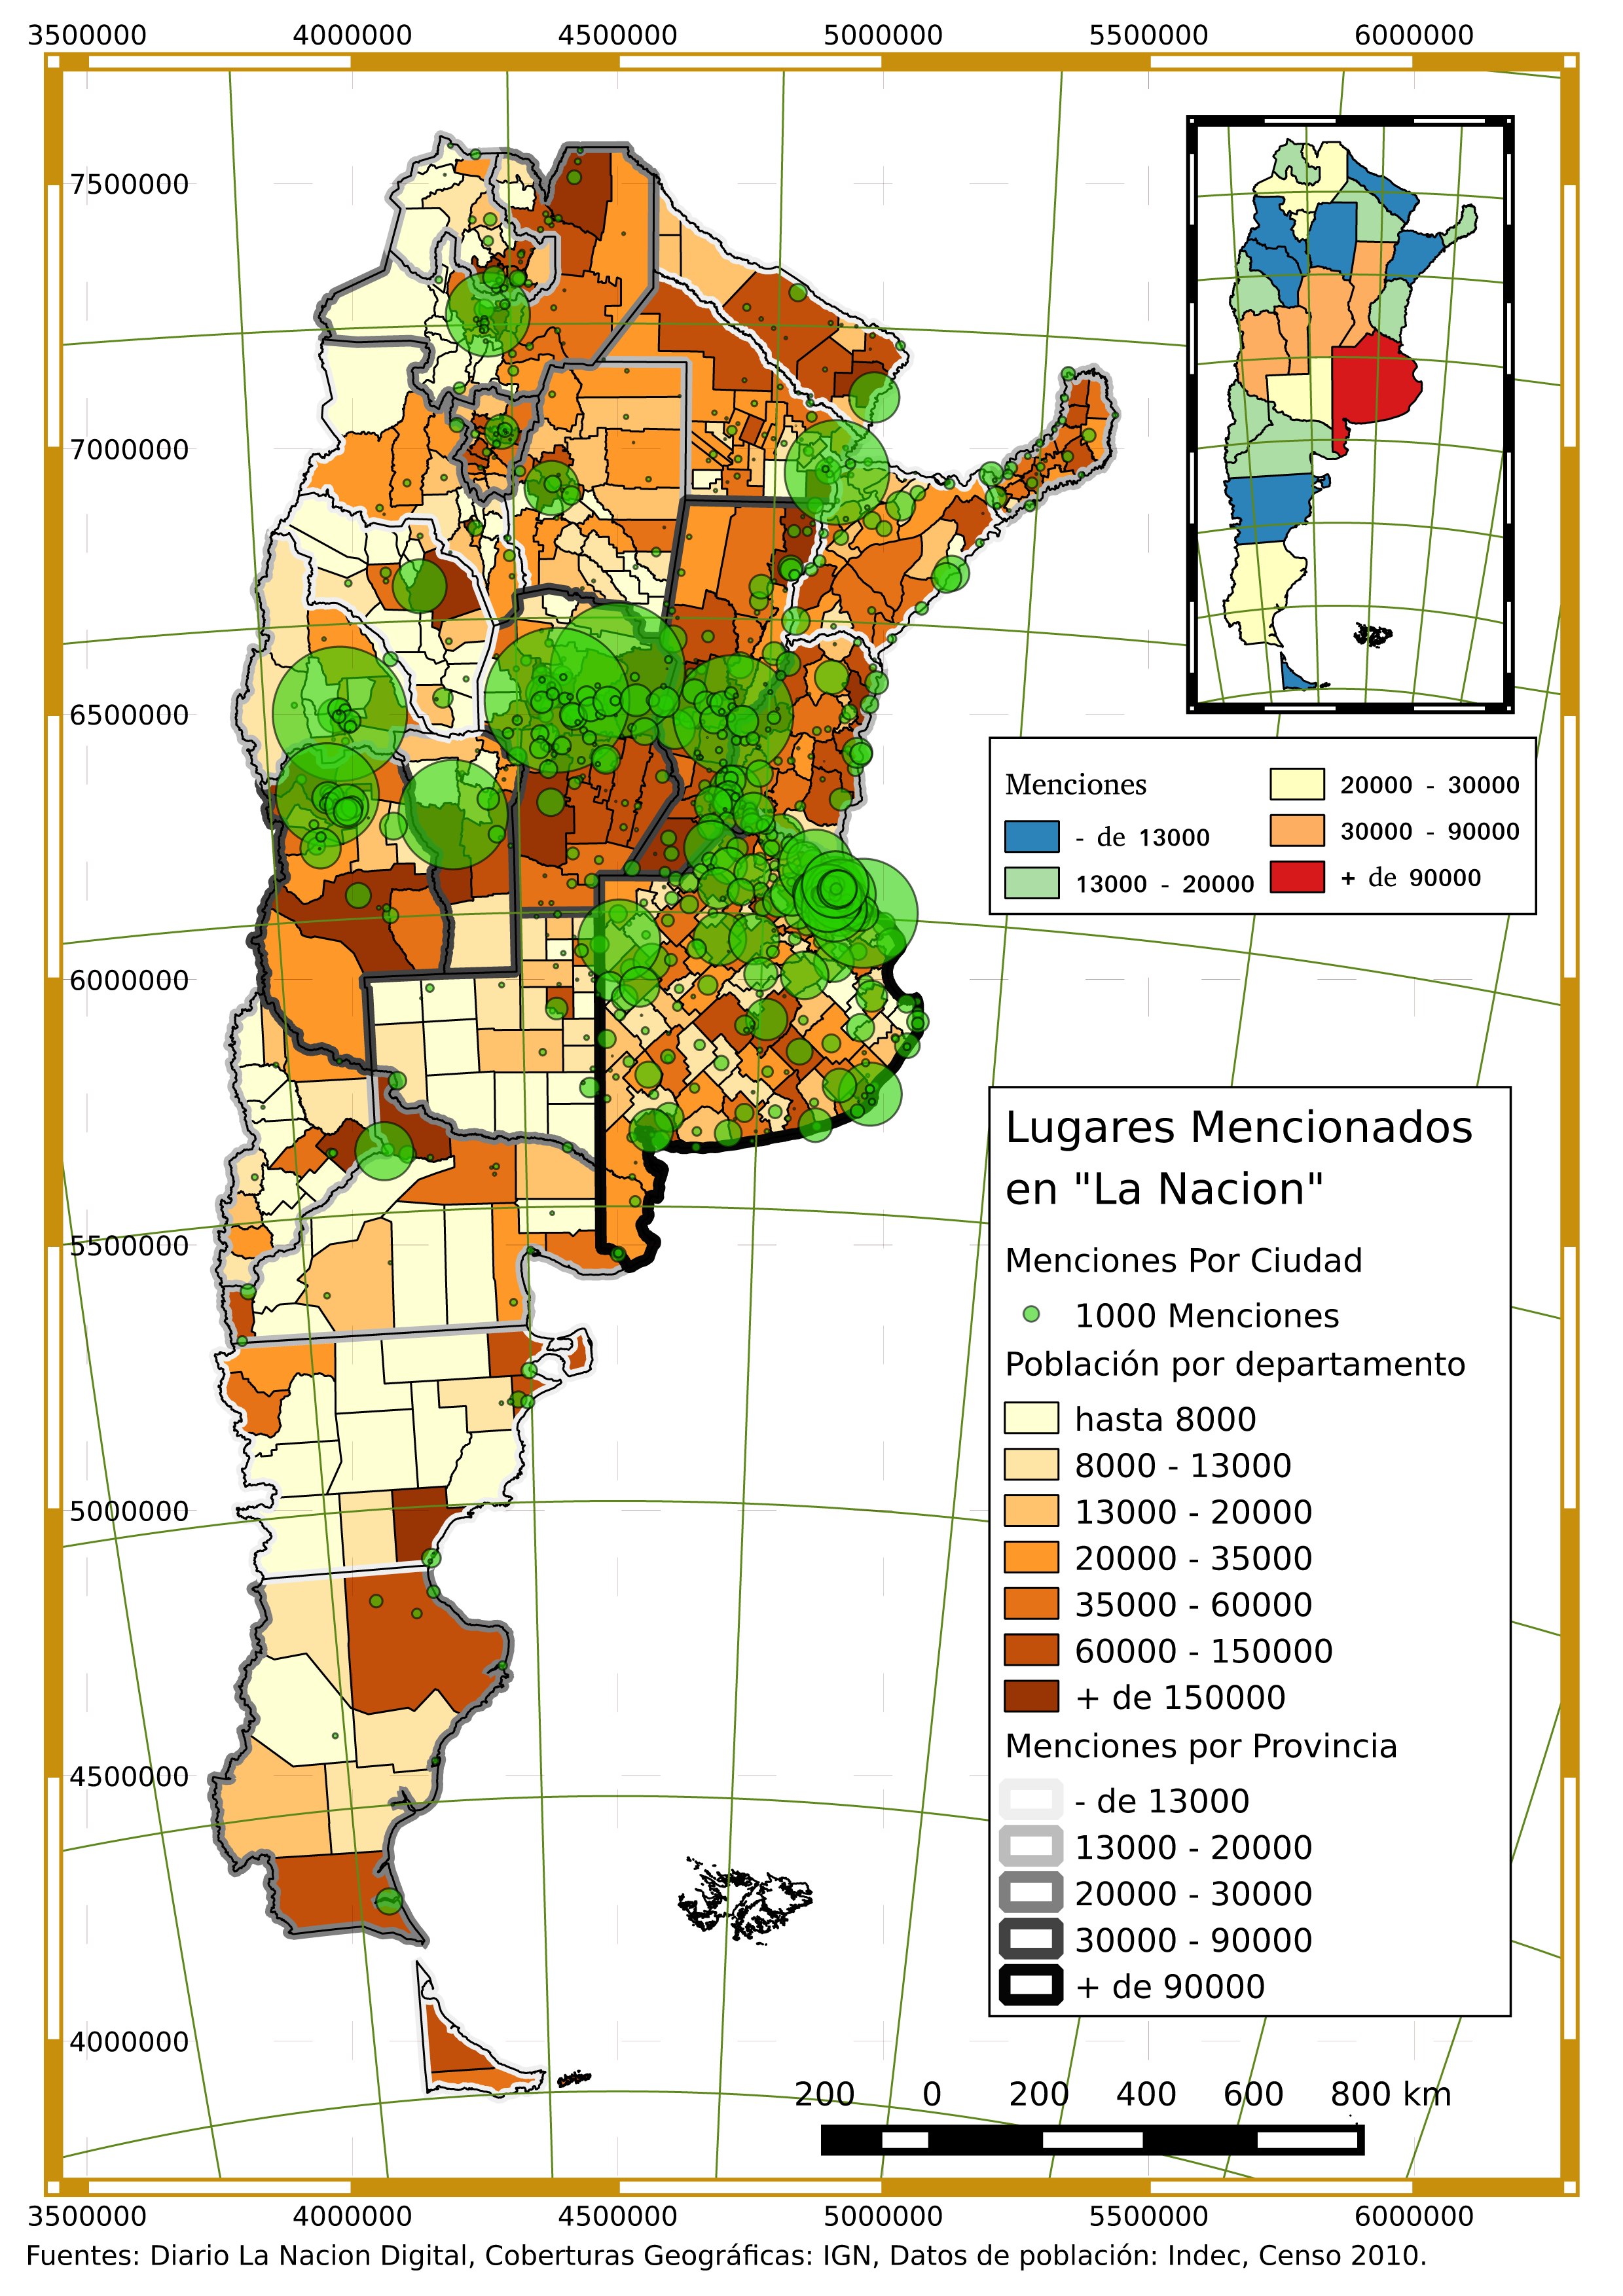 3500000 4000000 4500000 5000000 5500000 6000000
7500000
7000000
6500000
6000000
5500000
5000000
4500000
4000000
Menciones
- de 13000
13000 - 20000
20000 - 30000
30000 - 90000
+ de 90000
Lugares Mencionados
en "La Nacion"
Menciones Por Ciudad
1000 Menciones
Población por departamento
hasta 8000
8000 - 13000
13000 - 20000
20000 - 35000
35000 - 60000
60000 - 150000
+ de 150000
Menciones por Provincia
- de 13000
13000 - 20000
20000 - 30000
30000 - 90000
+ de 90000
200 0 200 400 600 800 km
3500000 4000000 4500000 5000000 5500000 6000000
Fuentes: Diario La Nacion Digital, Coberturas Geográficas: IGN, Datos de población: Indec, Censo 2010.